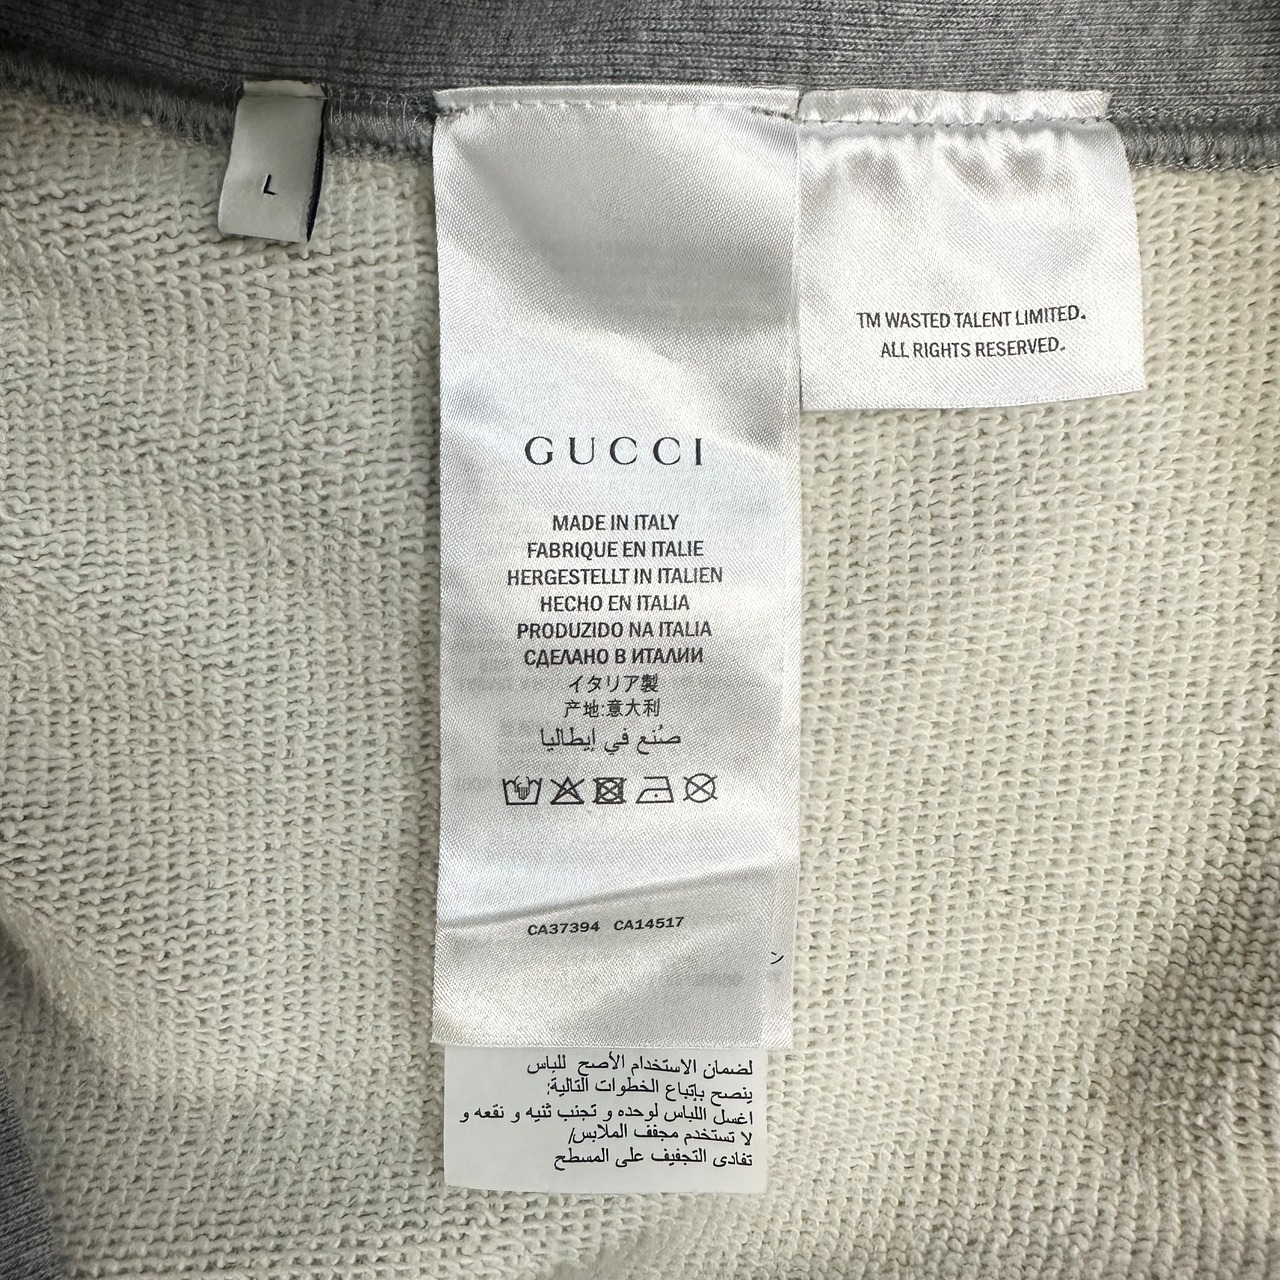 L
TM WASTED TALENT LIMITED.
ALL RIGHTS RESERVED.
GUCCI
MADE IN ITALY
FABRIQUE EN ITALIE
HERGESTELLT IN ITALIEN
HECHO EN ITALIA
PRODUZIDO NA ITALIA
СДЕЛАНО В ИТАЛИИ
イタリア製
产地:意大利
صُنع في إيطاليا
CA37394 CA14517
ン
لضمان الاستخدام الأصح للباس
ينصح بإتباع الخطوات التالية:
اغسل اللباس لوحده و تجنب ثنيه و نقعه و
لا تستخدم مجفف الملابس/
تفادى التجفيف على المسطح